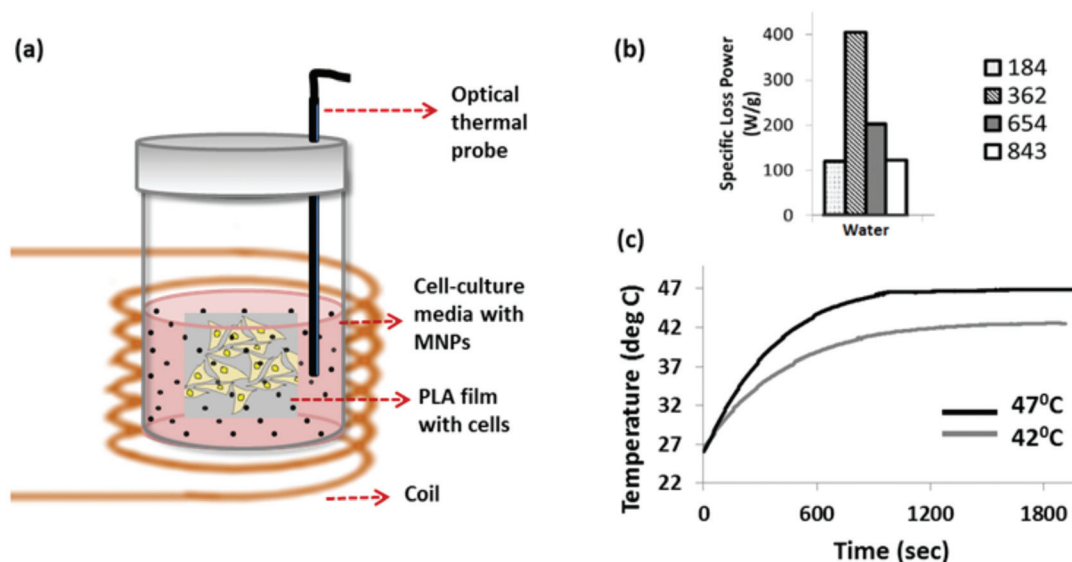 (a)
Optical
thermal
probe
Cell-culture
media with
MNPs
PLA film
with cells
Coil
(b)
Specific Loss Power
(W/g)
400
300
200
100
0
Water
184
362
654
843
(c)
Temperature (deg C)
47
42
37
32
27
22
47⁰C
42⁰C
0
600
1200
1800
Time (sec)